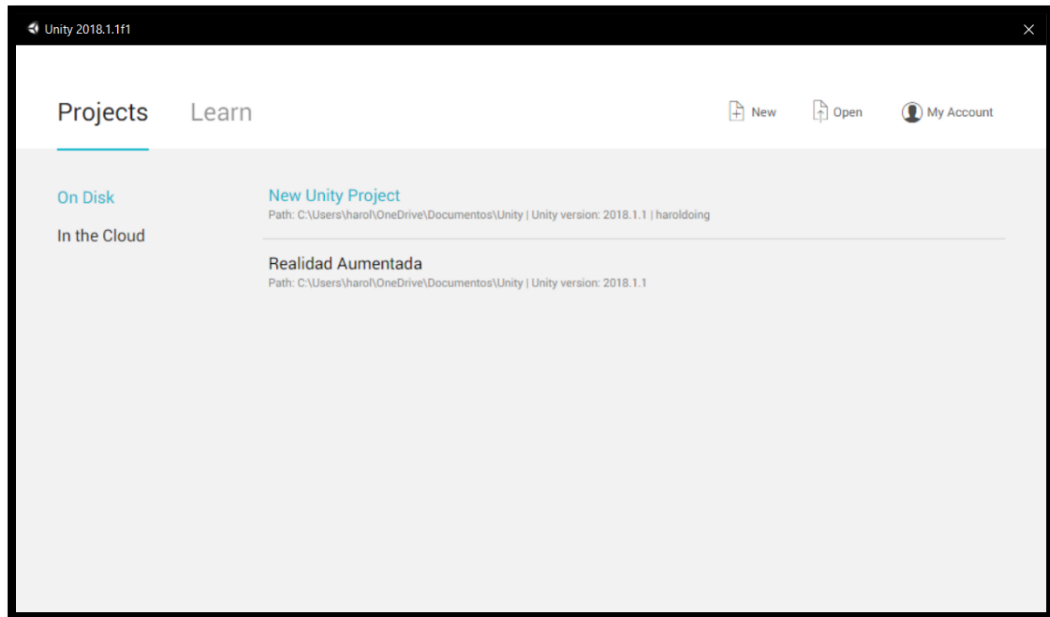 Unity 2018.1.1f1
Projects Learn New Open My Account
On Disk
In the Cloud
New Unity Project
Path: C:\Users\harol\OneDrive\Documentos\Unity | Unity version: 2018.1.1 | haroldoing
Realidad Aumentada
Path: C:\Users\harol\OneDrive\Documentos\Unity | Unity version: 2018.1.1